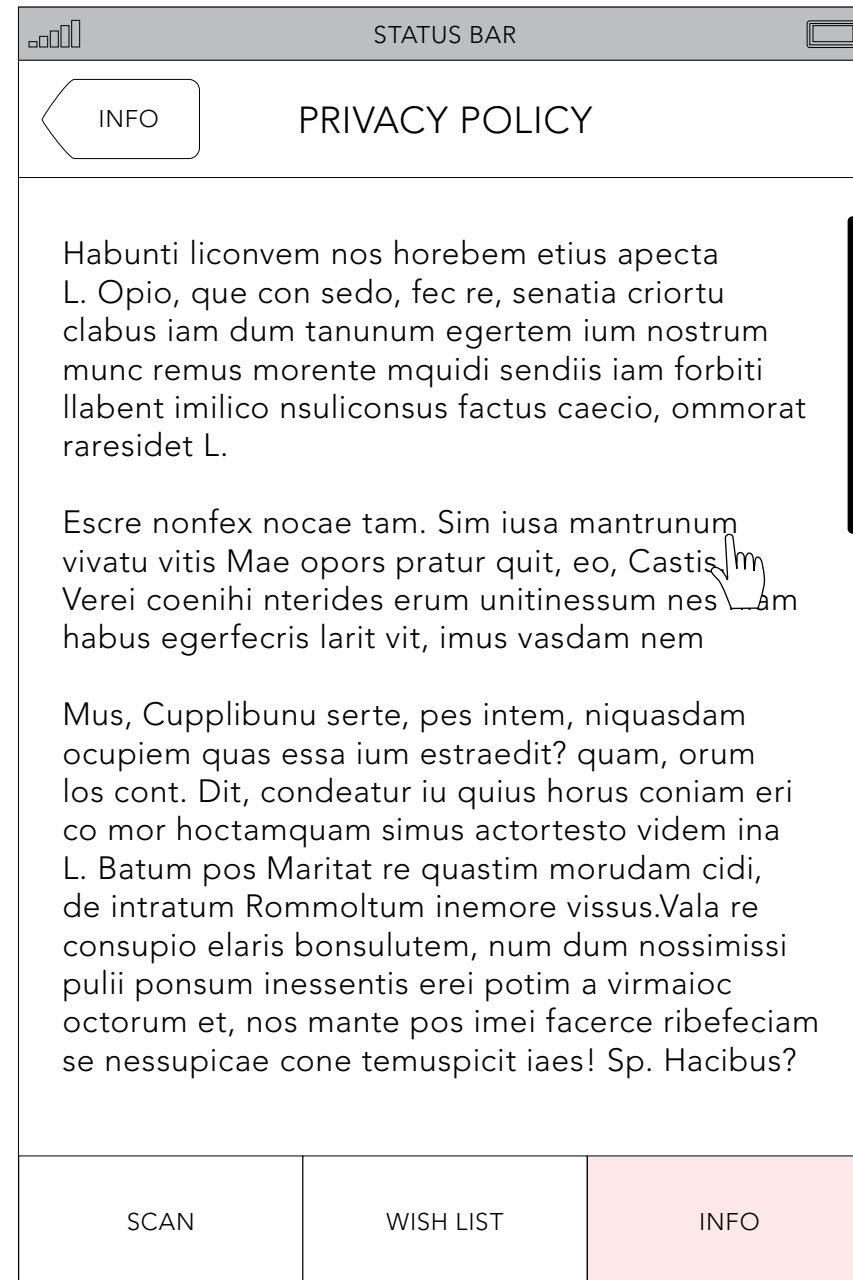 STATUS BAR
INFO
PRIVACY POLICY
Habunti liconvem nos horebem etius apecta
L. Opio, que con sedo, fec re, senatia criortu
clabus iam dum tanunum egertem ium nostrum
munc remus morente mquidi sendiis iam forbiti
llabent imilico nsuliconsus factus caecio, ommorat
raresidet L.
Escre nonfex nocae tam. Sim iusa mantrunum
vivatu vitis Mae opors pratur quit, eo, Castis
Verei coenihi nterides erum unitinessum nes
habus egerfecris larit vit, imus vasdam nem
Mus, Cupplibunu serte, pes intem, niquasdam
ocupiem quas essa ium estraedit? quam, orum
los cont. Dit, condeatur iu quius horus coniam eri
co mor hoctamquam simus actortesto videm ina
L. Batum pos Maritat re quastim morudam cidi,
de intratum Rommoltum inemore vissus.Vala re
consupio elaris bonsulutem, num dum nossimissi
pulii ponsum inessentis erei potim a virmaioc
octorum et, nos mante pos imei facerce ribefeciam
se nessupicae cone temuspicit iaes! Sp. Hacibus?
SCAN
WISH LIST
INFO